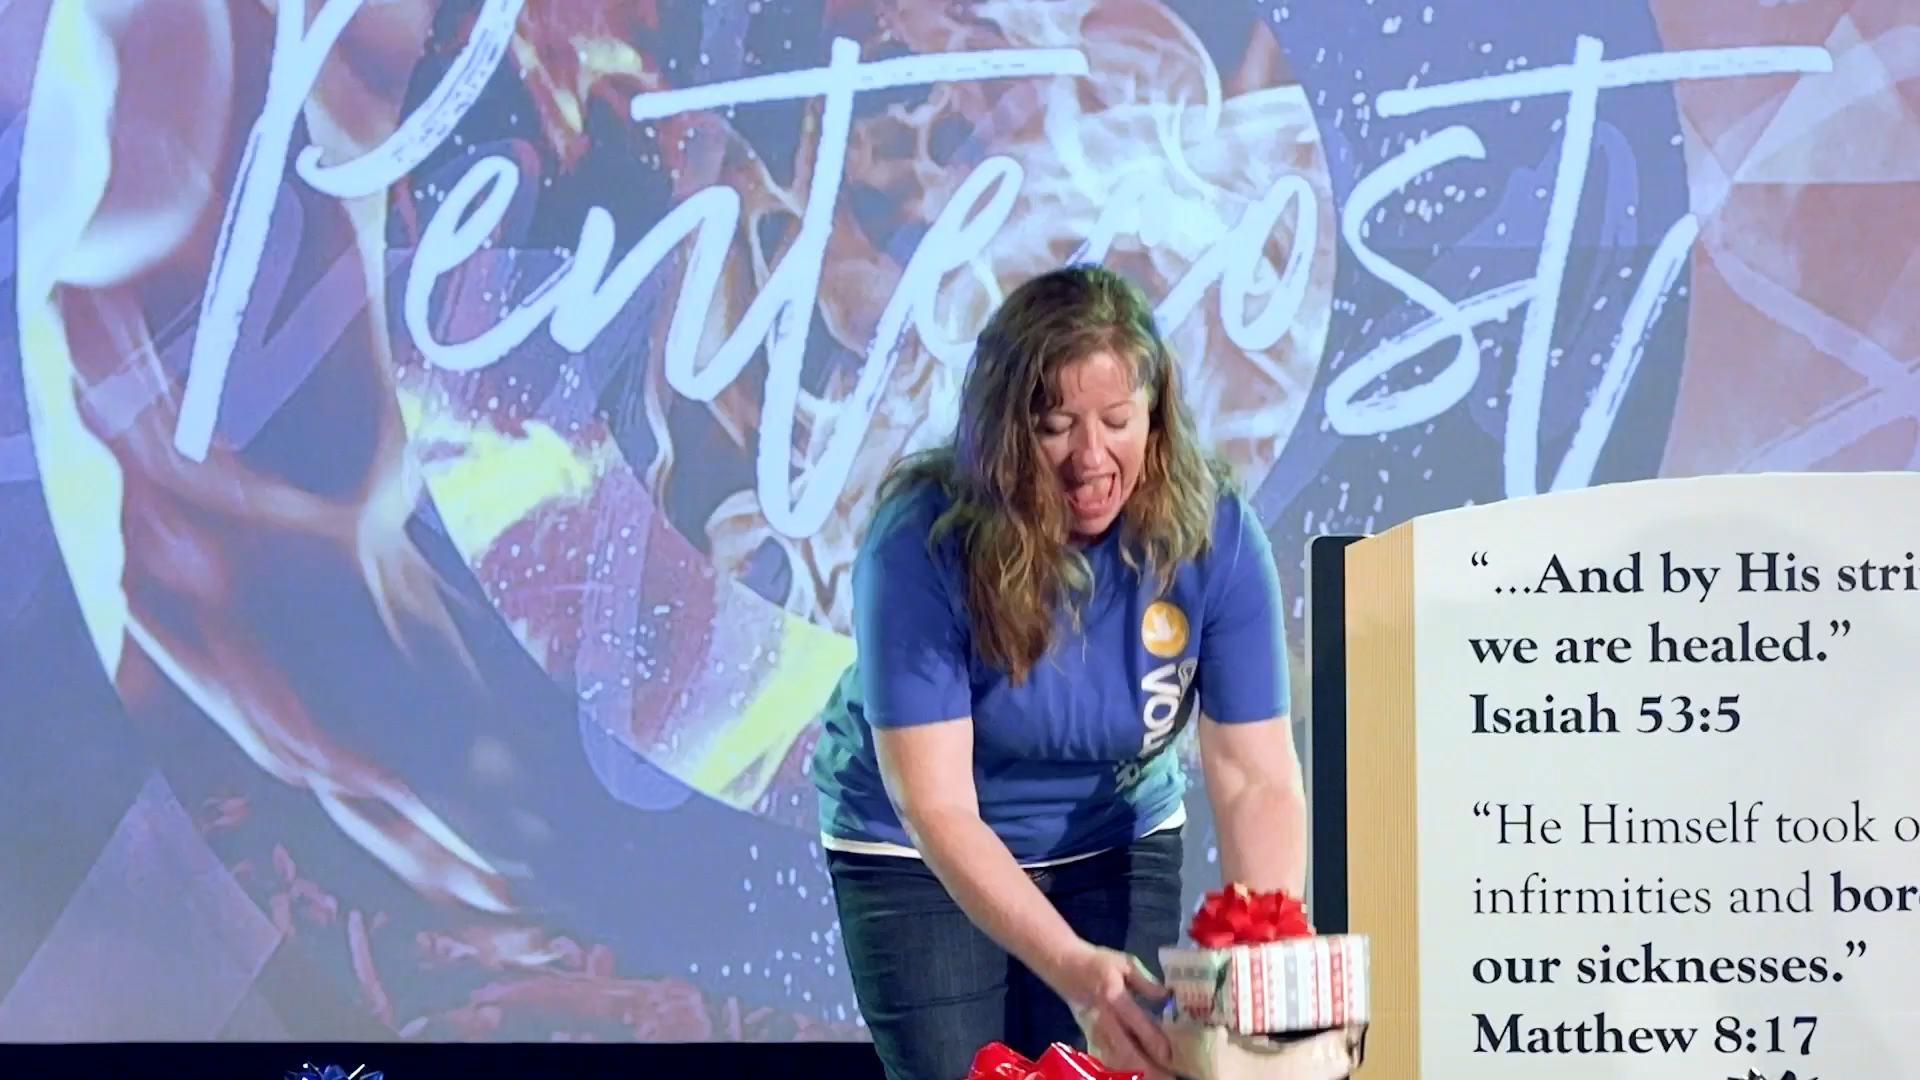 Pentecost
“...And by His stri
we are healed.”
Isaiah 53:5
“He Himself took o
infirmities and bor
our sicknesses.”
Matthew 8:17